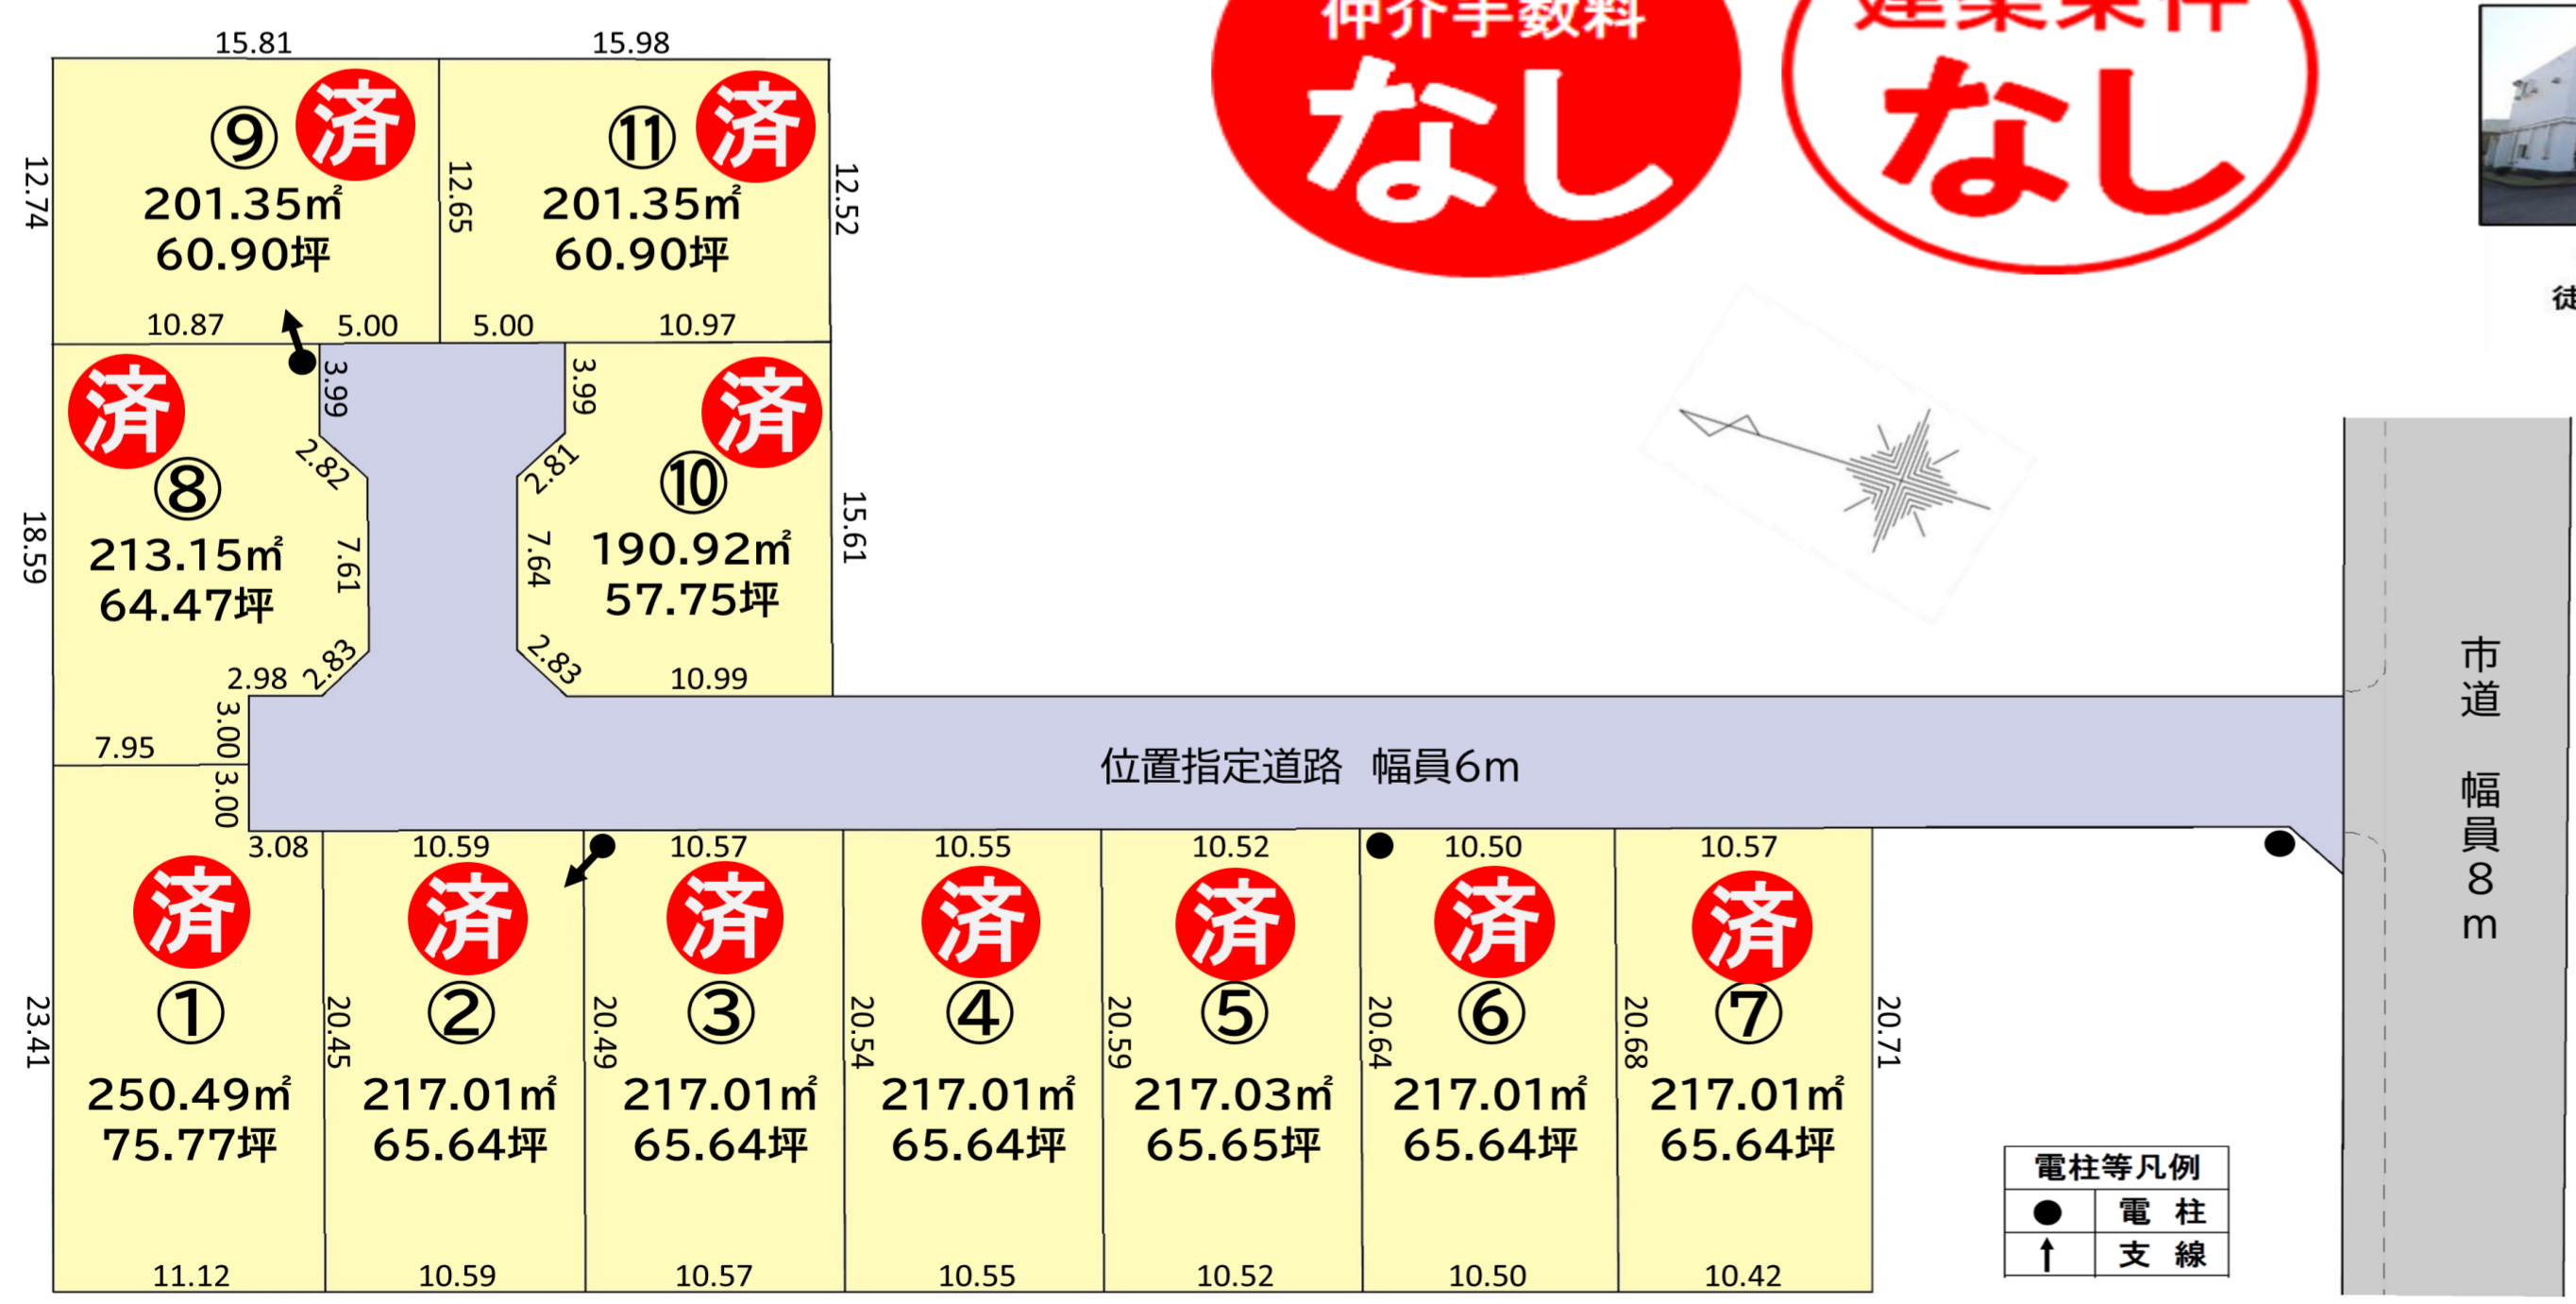 仲介手数料
なし
建築条件
なし
徒
15.81
15.98
⑨ 済
201.35㎡
60.90坪
12.74
12.65
10.87
5.00
⑪ 済
201.35㎡
60.90坪
12.52
5.00
10.97
済
⑧
213.15㎡
64.47坪
18.59
3.99
2.82
7.61
2.83
2.98
3.00
7.95
済
⑩
190.92㎡
57.75坪
3.99
2.81
7.64
2.83
15.61
10.99
位置指定道路 幅員6m
市道 幅員8m
3.00
3.08
10.59
10.57
10.55
10.52
10.50
10.57
済
済
済
済
済
済
済
①
②
③
④
⑤
⑥
⑦
23.41
20.45
20.49
20.54
20.59
20.64
20.68
20.71
250.49㎡
75.77坪
217.01㎡
65.64坪
217.01㎡
65.64坪
217.01㎡
65.64坪
217.03㎡
65.65坪
217.01㎡
65.64坪
217.01㎡
65.64坪
11.12
10.59
10.57
10.55
10.52
10.50
10.42
電柱等凡例
● 電柱
↑ 支線